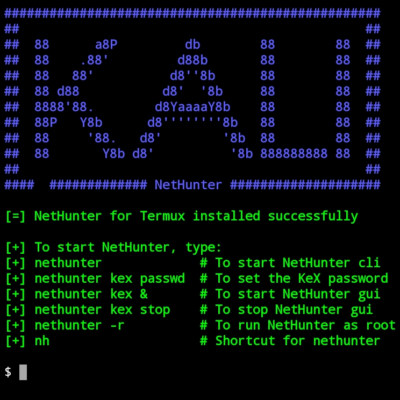 ##################################################
##                                              ##
##  88      a8P         db        88        88  ##
##  88    .88'         d88b       88        88  ##
##  88   88'          d8''8b      88        88  ##
##  88 d88           d8'  '8b     88        88  ##
##  8888'88.        d8YaaaaY8b    88        88  ##
##  88P   Y8b      d8''''''''8b   88        88  ##
##  88     '88.   d8'        '8b  88        88  ##
##  88       Y8b d8'          '8b 888888888 88  ##
##                                              ##
####  ############# NetHunter ####################
[=] NetHunter for Termux installed successfully
[+] To start NetHunter, type:
[+] nethunter             # To start NetHunter cli
[+] nethunter kex passwd  # To set the KeX password
[+] nethunter kex &       # To start NetHunter gui
[+] nethunter kex stop    # To stop NetHunter gui
[+] nethunter -r          # To run NetHunter as root
[+] nh                    # Shortcut for nethunter
$